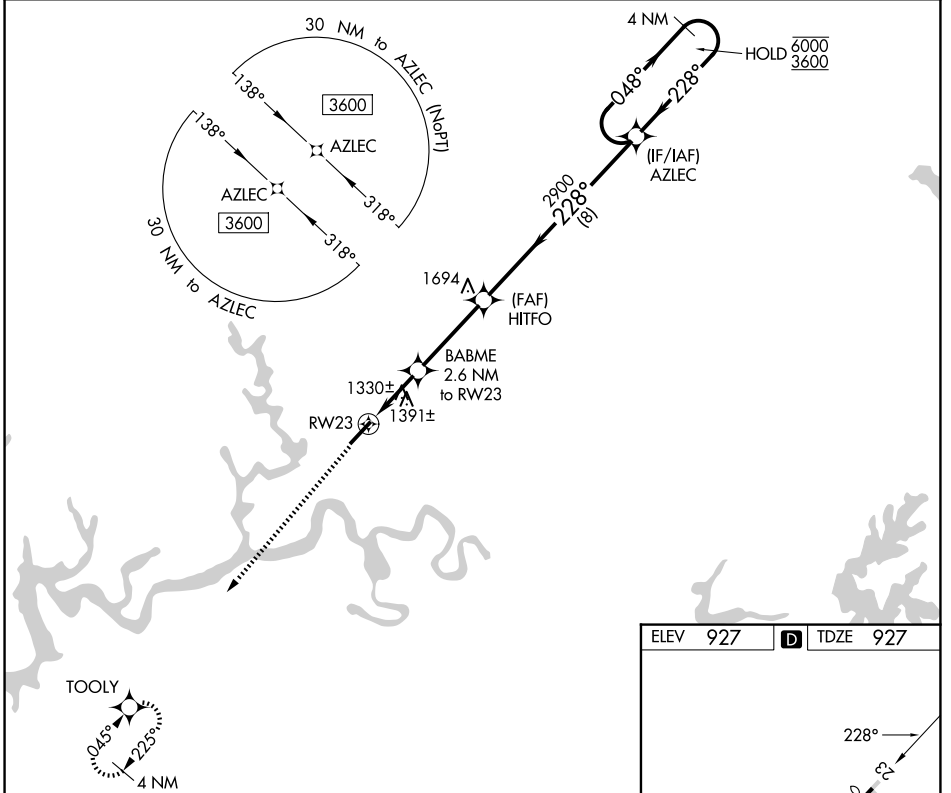 30 NM to AZLEC (NoPT)
138°
3600
AZLEC
318°
138°
AZLEC
3600
318°
30 NM to AZLEC
4 NM
HOLD 6000
3600
048°
228°
(IF/IAF)
AZLEC
2900
228°
(8)
1694
(FAF)
HITFO
BABME
2.6 NM
to RW23
1330±
1391±
RW23
TOOLY
045°
225°
4 NM
ELEV 927 D TDZE 927
228°
23